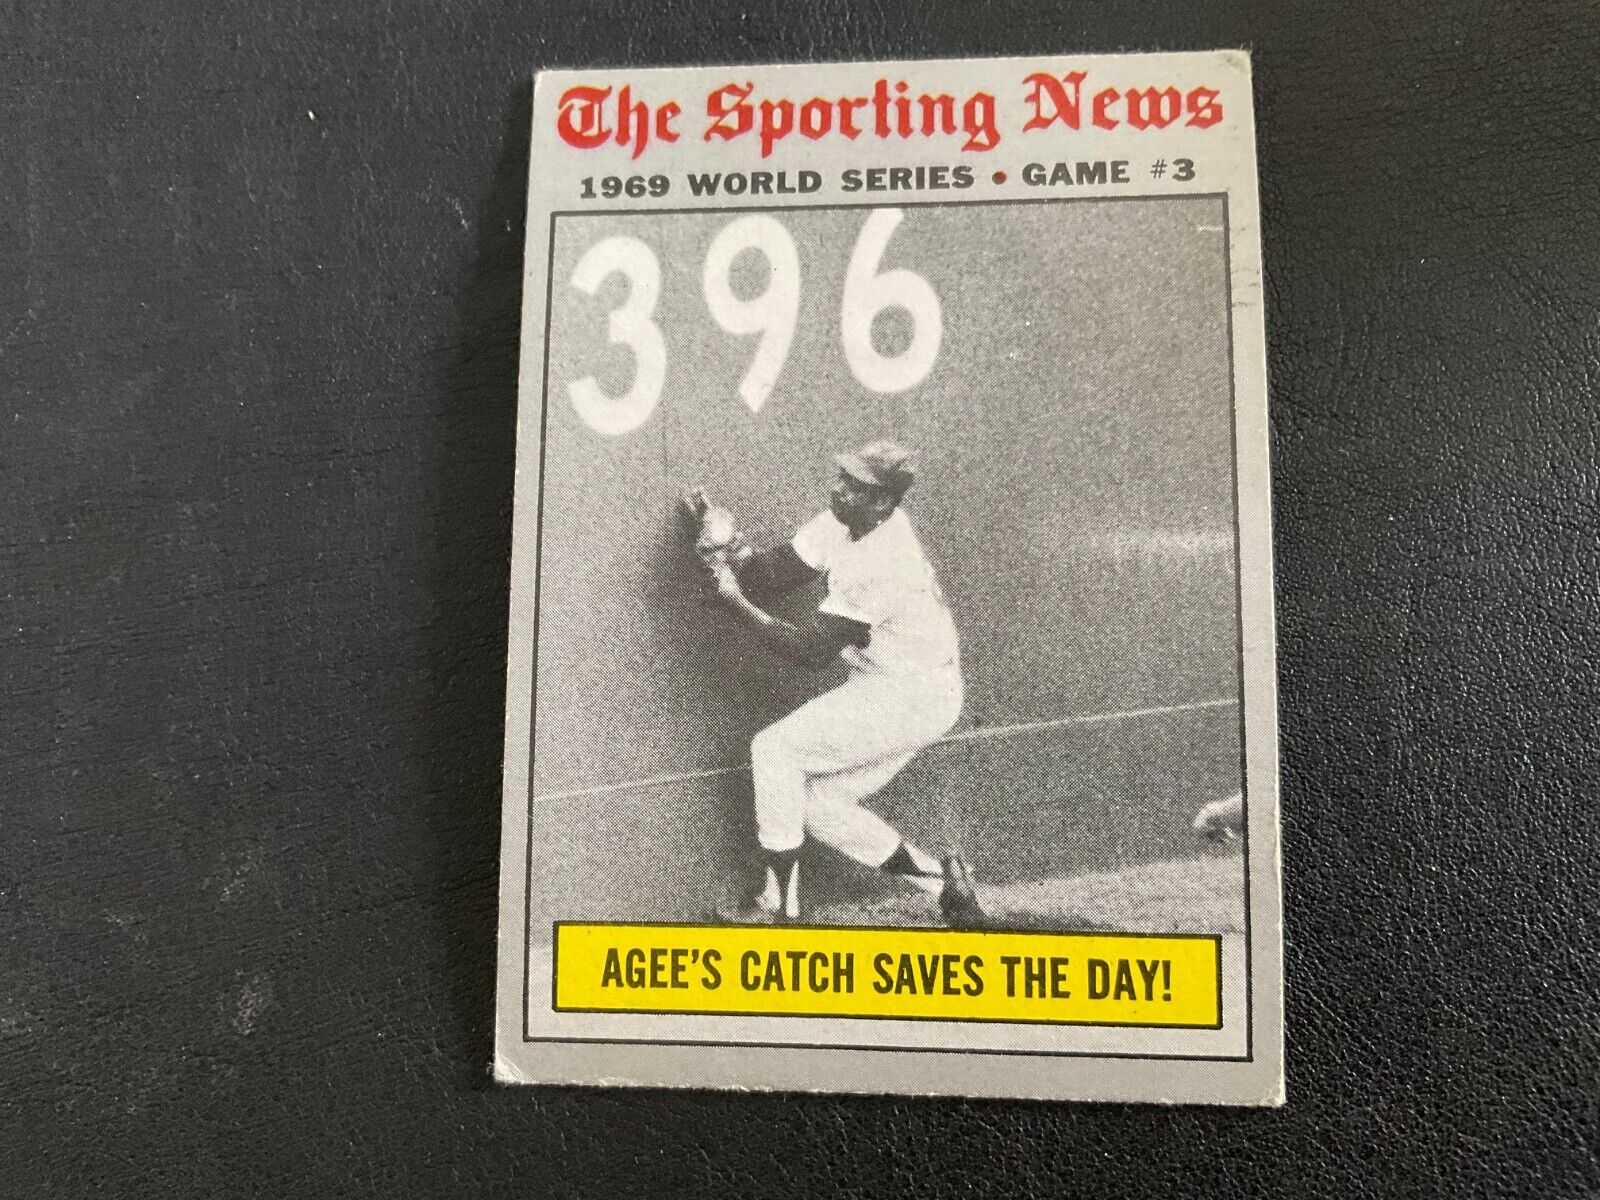 The Sporting News
1969 WORLD SERIES • GAME #3
396
AGEE'S CATCH SAVES THE DAY!